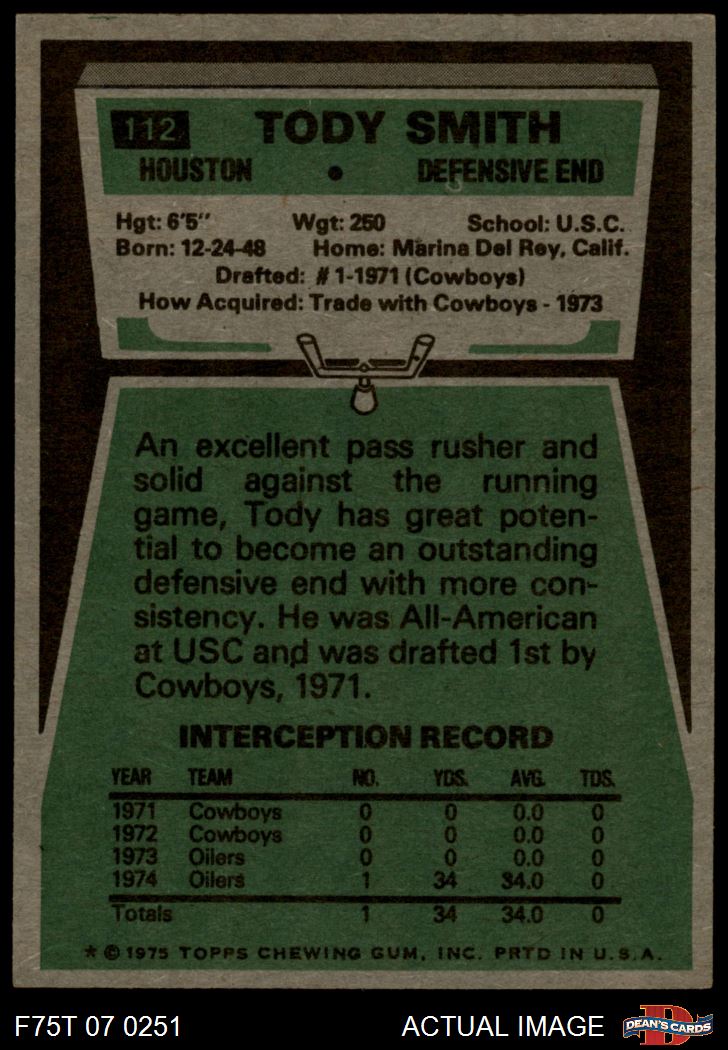 112 TODY SMITH
HOUSTON • DEFENSIVE END
Hgt: 6'5" Wgt: 250 School: U.S.C.
Born: 12-24-48 Home: Marina Del Rey, Calif.
Drafted: #1-1971 (Cowboys)
How Acquired: Trade with Cowboys - 1973
An excellent pass rusher and
solid against the running
game, Tody has great poten-
tial to become an outstanding
defensive end with more con-
sistency. He was All-American
at USC and was drafted 1st by
Cowboys, 1971.
INTERCEPTION RECORD
YEAR TEAM NO. YDS. AVG. TDS.
1971 Cowboys 0 0 0.0 0
1972 Cowboys 0 0 0.0 0
1973 Oilers 0 0 0.0 0
1974 Oilers 1 34 34.0 0
Totals 1 34 34.0 0
* © 1975 TOPPS CHEWING GUM, INC. PRTD IN U.S.A.
F75T 07 0251 ACTUAL IMAGE D DEAN'S CARDS